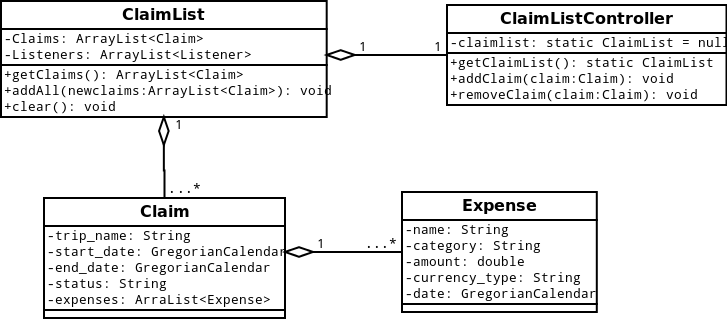 ClaimList
-Claims: ArrayList<Claim>
-Listeners: ArrayList<Listener>
+getClaims(): ArrayList<Claim>
+addAll(newclaims:ArrayList<Claim>): void
+clear(): void
1
1
ClaimListController
-claimlist: static ClaimList = null
+getClaimList(): static ClaimList
+addClaim(claim:Claim): void
+removeClaim(claim:Claim): void
1
...*
Claim
-trip_name: String
-start_date: GregorianCalendar
-end_date: GregorianCalendar
-status: String
-expenses: ArraList<Expense>
1
...*
Expense
-name: String
-category: String
-amount: double
-currency_type: String
-date: GregorianCalendar